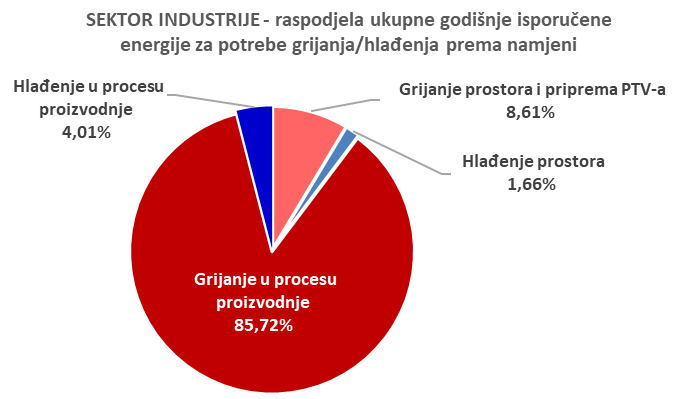 SEKTOR INDUSTRIJE - raspodjela ukupne godišnje isporučene
energije za potrebe grijanja/hlađenja prema namjeni
Hlađenje u procesu
proizvodnje
4,01%
Grijanje prostora i priprema PTV-a
8,61%
Hlađenje prostora
1,66%
Grijanje u procesu
proizvodnje
85,72%